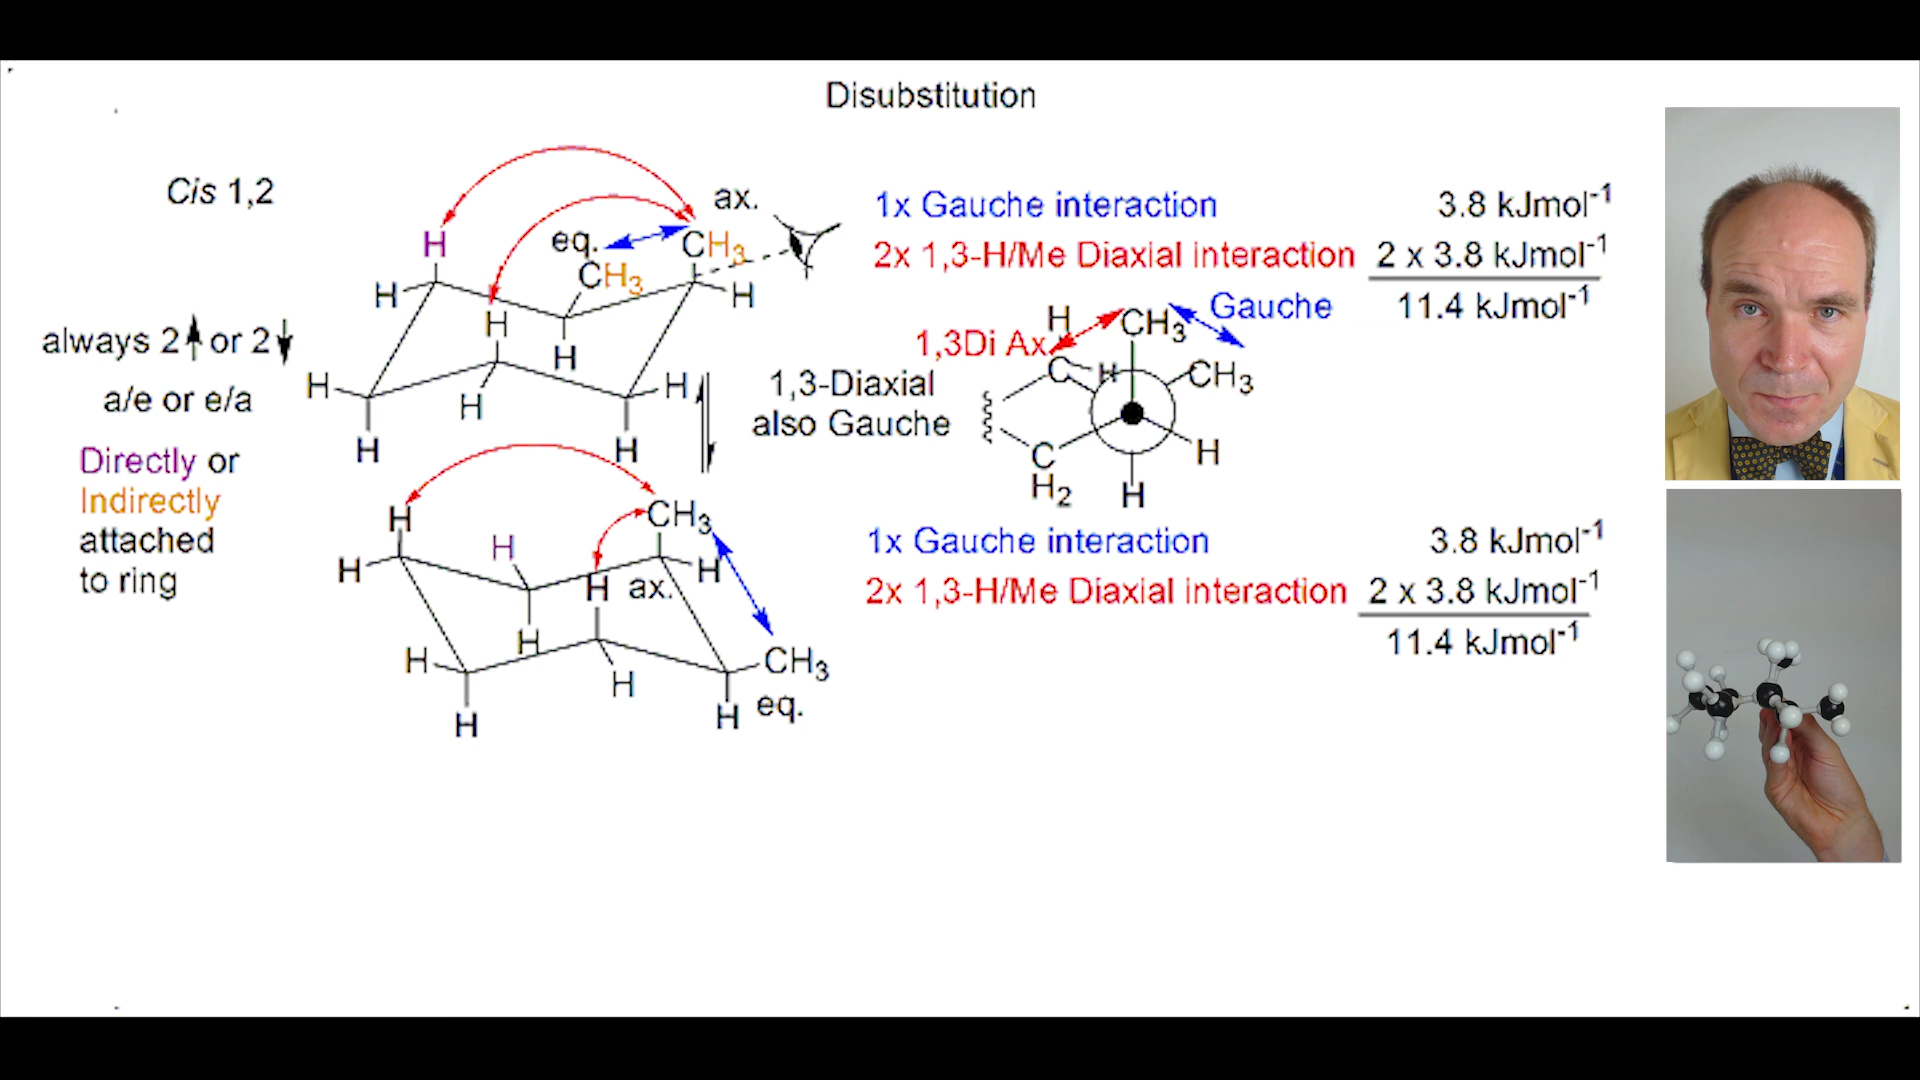 Disubstitution
Cis 1,2
always 2 or 2
a/e or e/a
Directly or
Indirectly
attached
to ring
H
H
H
eq.
CH3
ax.
CH3
H
H
H
H
H
H
H
H
1x Gauche interaction 3.8 kJmol-1
2x 1,3-H/Me Diaxial interaction 2 x 3.8 kJmol-1
11.4 kJmol-1
1,3-Diaxial
also Gauche
H
1,3Di Ax
CH3
Gauche
C
H
CH3
C
H2
H
H
H
H
H
CH3
H
H
ax.
H
H
H
H
H
CH3
eq.
1x Gauche interaction 3.8 kJmol-1
2x 1,3-H/Me Diaxial interaction 2 x 3.8 kJmol-1
11.4 kJmol-1